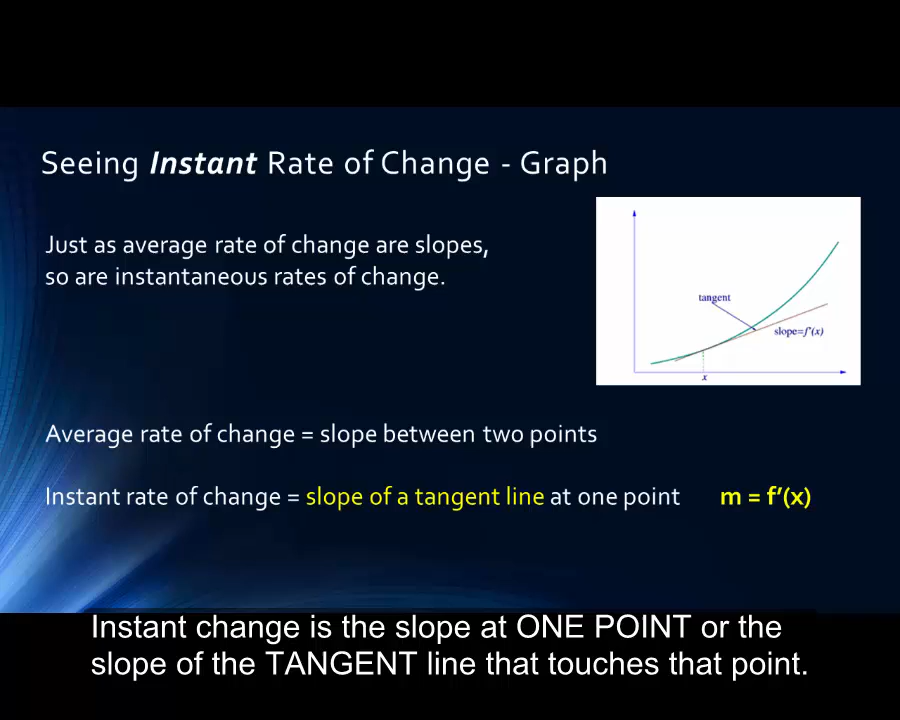 Seeing Instant Rate of Change - Graph
Just as average rate of change are slopes,
so are instantaneous rates of change.
tangent
slope=f'(x)
x
Average rate of change = slope between two points
Instant rate of change = slope of a tangent line at one point m = f’(x)
Instant change is the slope at ONE POINT or the
slope of the TANGENT line that touches that point.